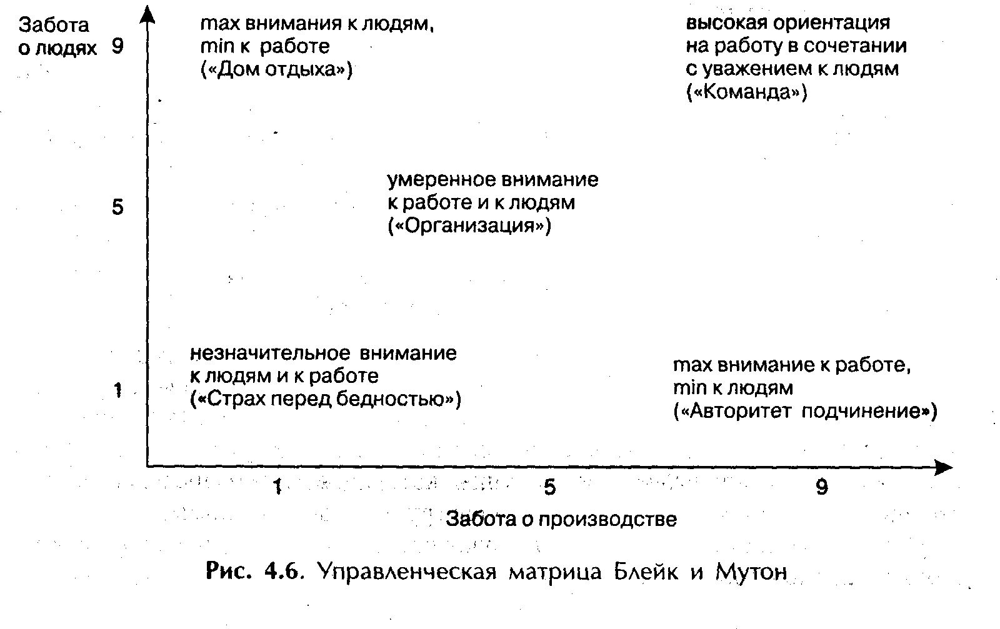 Забота
о людях 9
max внимания к людям,
min к работе
(«Дом отдыха»)
высокая ориентация
на работу в сочетании
с уважением к людям
(«Команда»)
5
умеренное внимание
к работе и к людям
(«Организация»)
1
незначительное внимание
к людям и к работе
(«Страх перед бедностью»)
max внимание к работе,
min к людям
(«Авторитет подчинение»)
1 5 9
Забота о производстве
Рис. 4.6. Управленческая матрица Блейк и Мутон